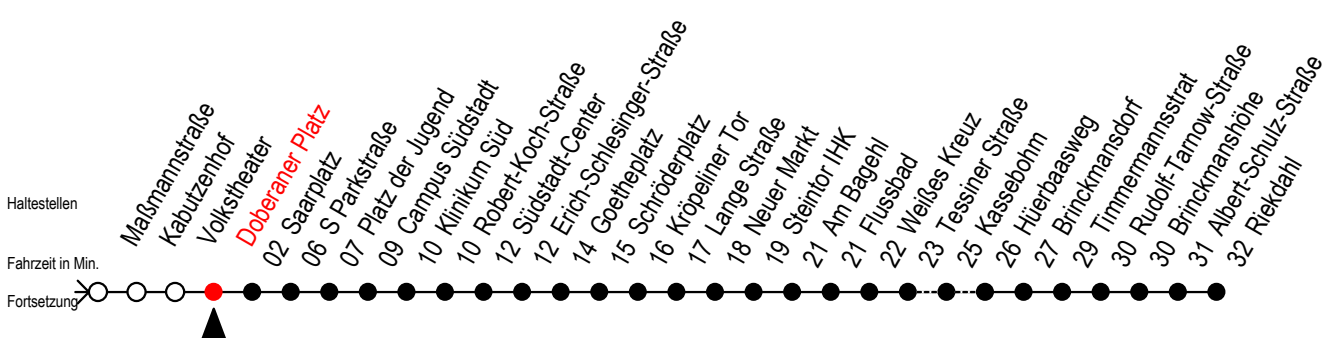 Haltestellen
Fahrzeit in Min.
Fortsetzung
Maßmannstraße
Kabutzenhof
Volkstheater
Doberaner Platz
02 Saarplatz
06 S Parkstraße
07 Platz der Jugend
09 Campus Südstadt
10 Klinikum Süd
10 Robert-Koch-Straße
12 Südstadt-Center
12 Erich-Schlesinger-Straße
14 Goetheplatz
15 Schröderplatz
16 Kröpeliner Tor
17 Lange Straße
18 Neuer Markt
19 Steintor IHK
21 Am Bagehl
21 Flussbad
22 Weißes Kreuz
23 Tessiner Straße
25 Kassebohm
26 Hüerbaasweg
27 Brinckmansdorf
29 Timmermannsstrat
30 Rudolf-Tarnow-Straße
30 Brinckmanshöhe
31 Albert-Schulz-Straße
32 Riekdahl